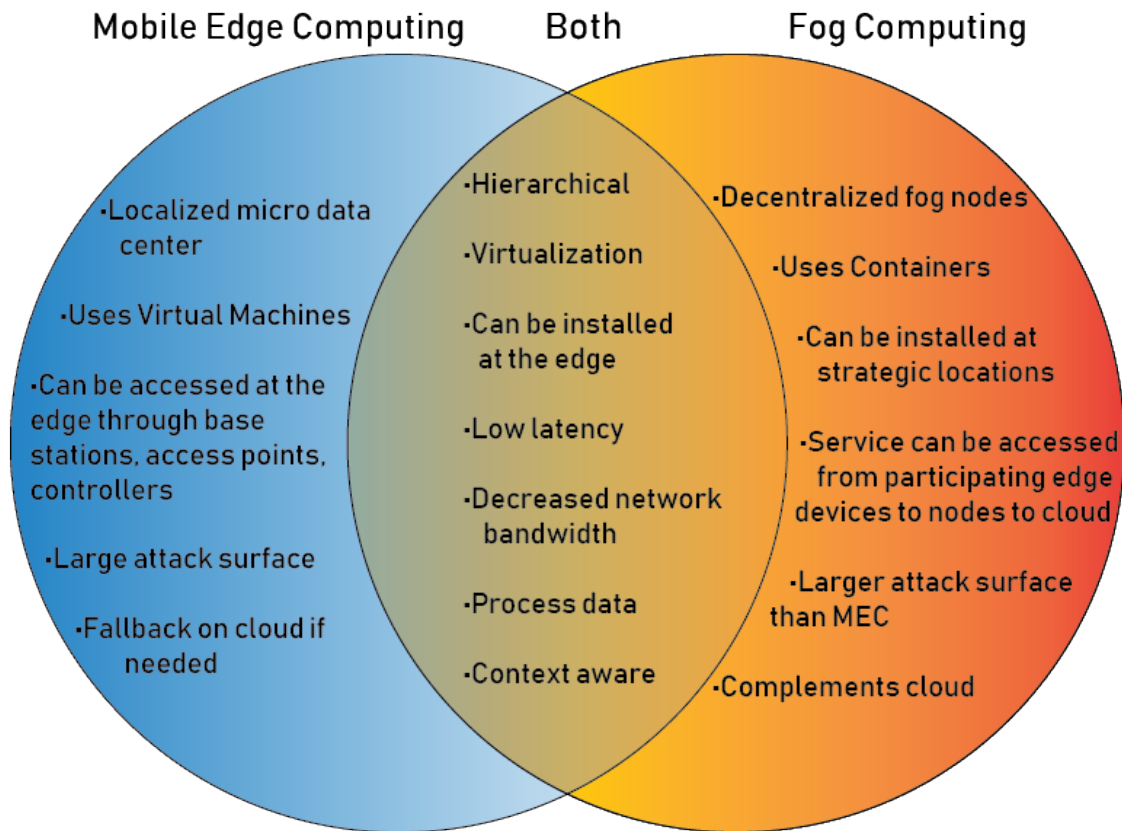 Mobile Edge Computing
Both
Fog Computing
·Localized micro data
center
·Uses Virtual Machines
·Can be accessed at the
edge through base
stations, access points,
controllers
·Large attack surface
·Fallback on cloud if
needed
·Hierarchical
·Virtualization
·Can be installed
at the edge
·Low latency
·Decreased network
bandwidth
·Process data
·Context aware
·Decentralized fog nodes
·Uses Containers
·Can be installed at
strategic locations
·Service can be accessed
from participating edge
devices to nodes to cloud
·Larger attack surface
than MEC
·Complements cloud